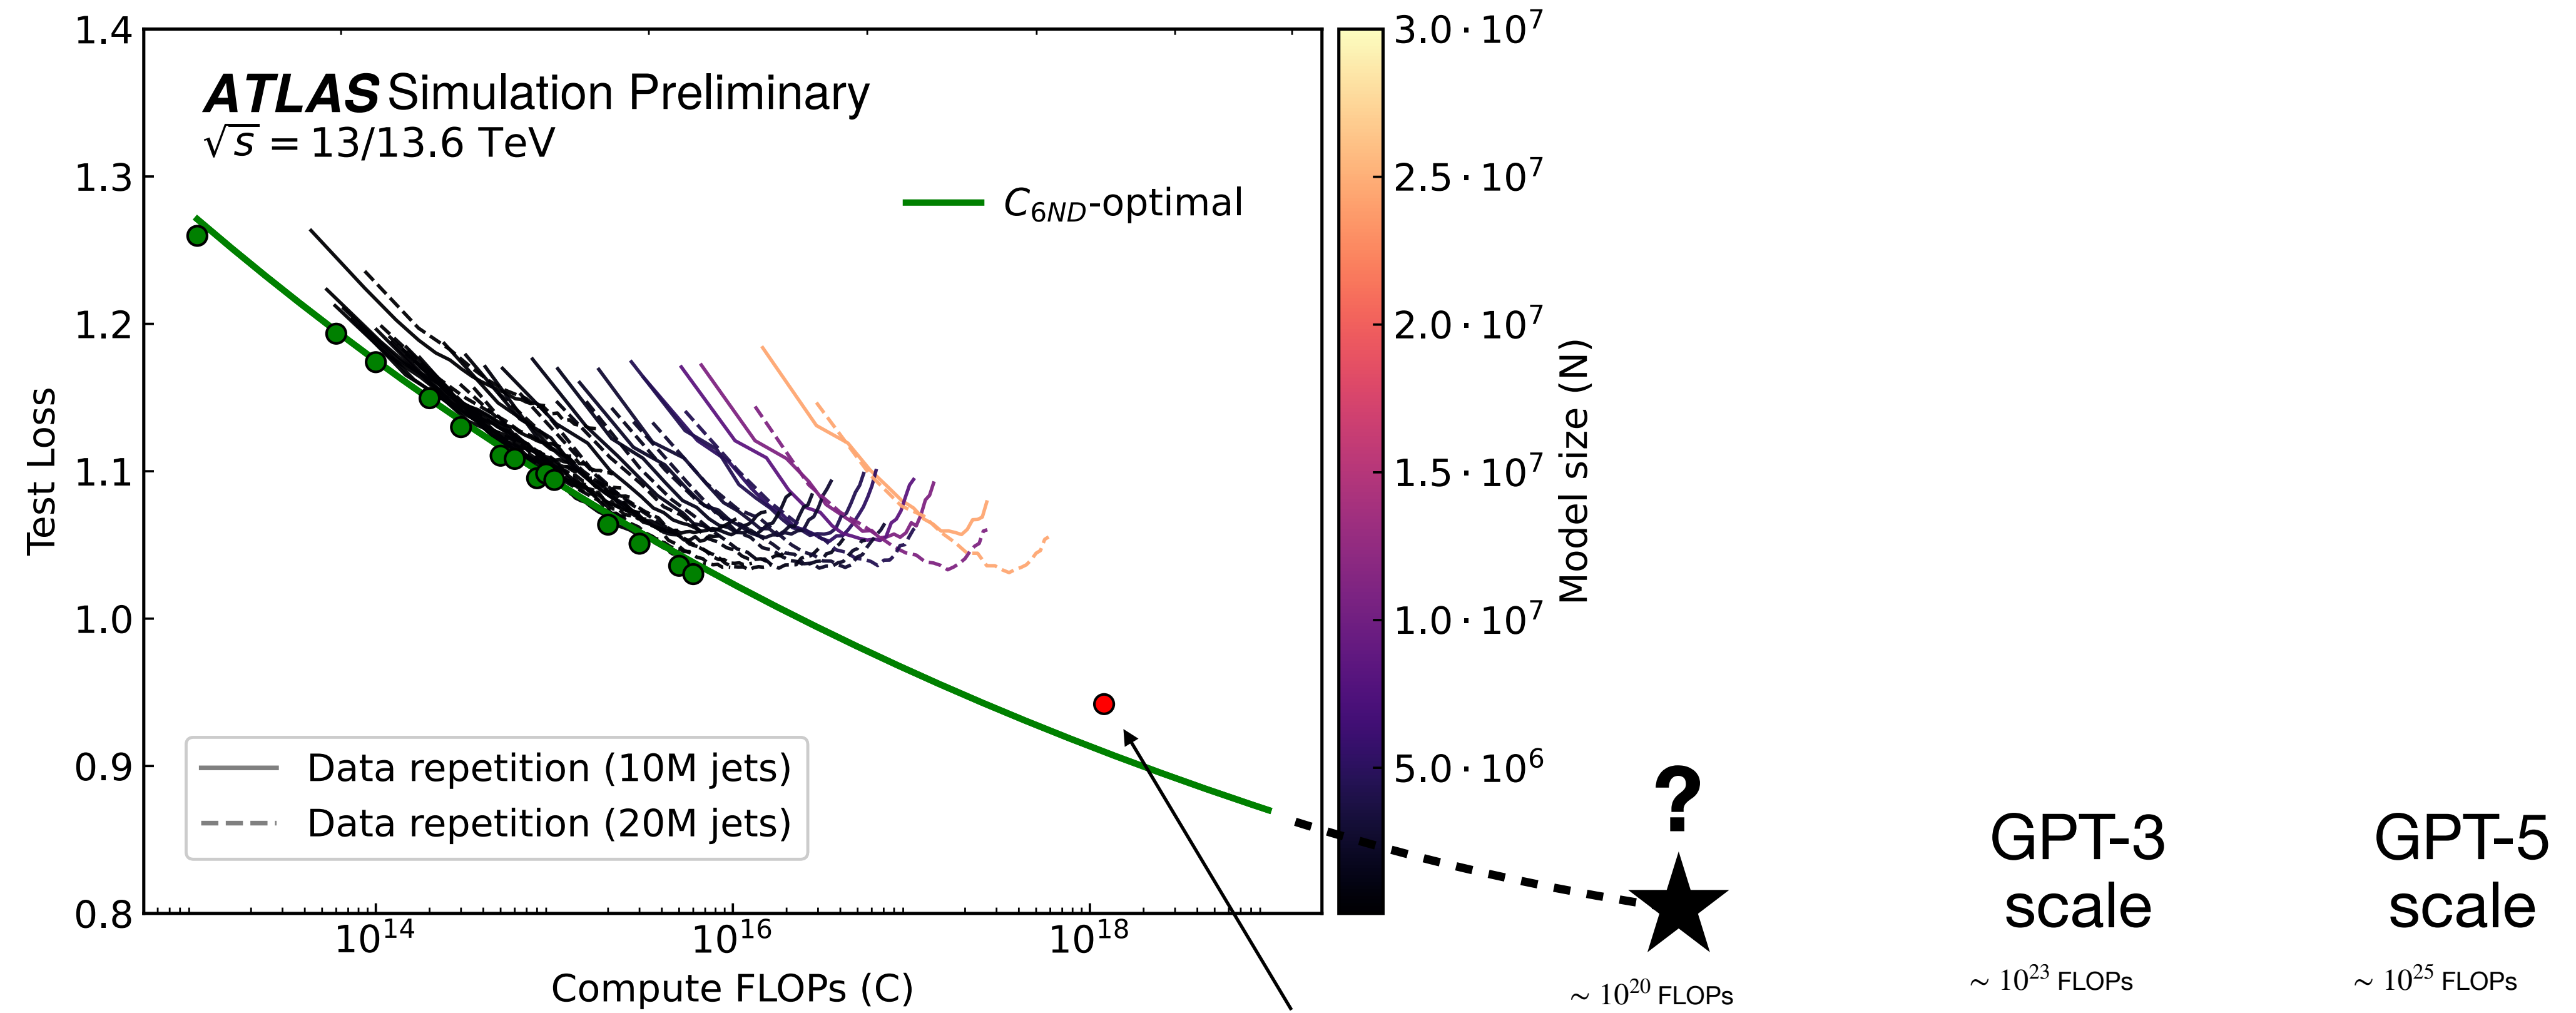 ATLAS Simulation Preliminary
√s = 13/13.6 TeV
C_{6ND}-optimal
1.4
1.3
1.2
1.1
1.0
0.9
0.8
Test Loss
Data repetition (10M jets)
Data repetition (20M jets)
10^{14}
10^{16}
10^{18}
Compute FLOPs (C)
3.0 · 10^7
2.5 · 10^7
2.0 · 10^7
1.5 · 10^7
1.0 · 10^7
5.0 · 10^6
Model size (N)
?
~ 10^{20} FLOPs
GPT-3
scale
~ 10^{23} FLOPs
GPT-5
scale
~ 10^{25} FLOPs